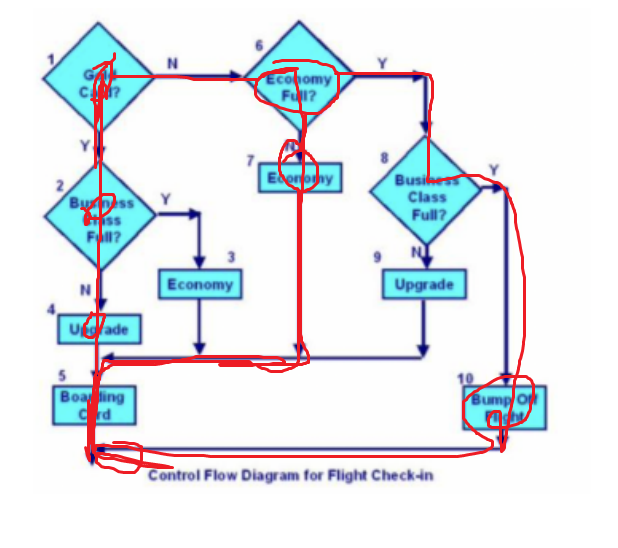 1
Gold
Card?
N
6
Economy
Full?
Y
Y
2
Business
Class
Full?
Y
N
7
Economy
8
Business
Class
Full?
Y
3
Economy
N
9
Upgrade
N
4
Upgrade
5
Boarding
Card
10
Bump Off
Flight
Control Flow Diagram for Flight Check-in